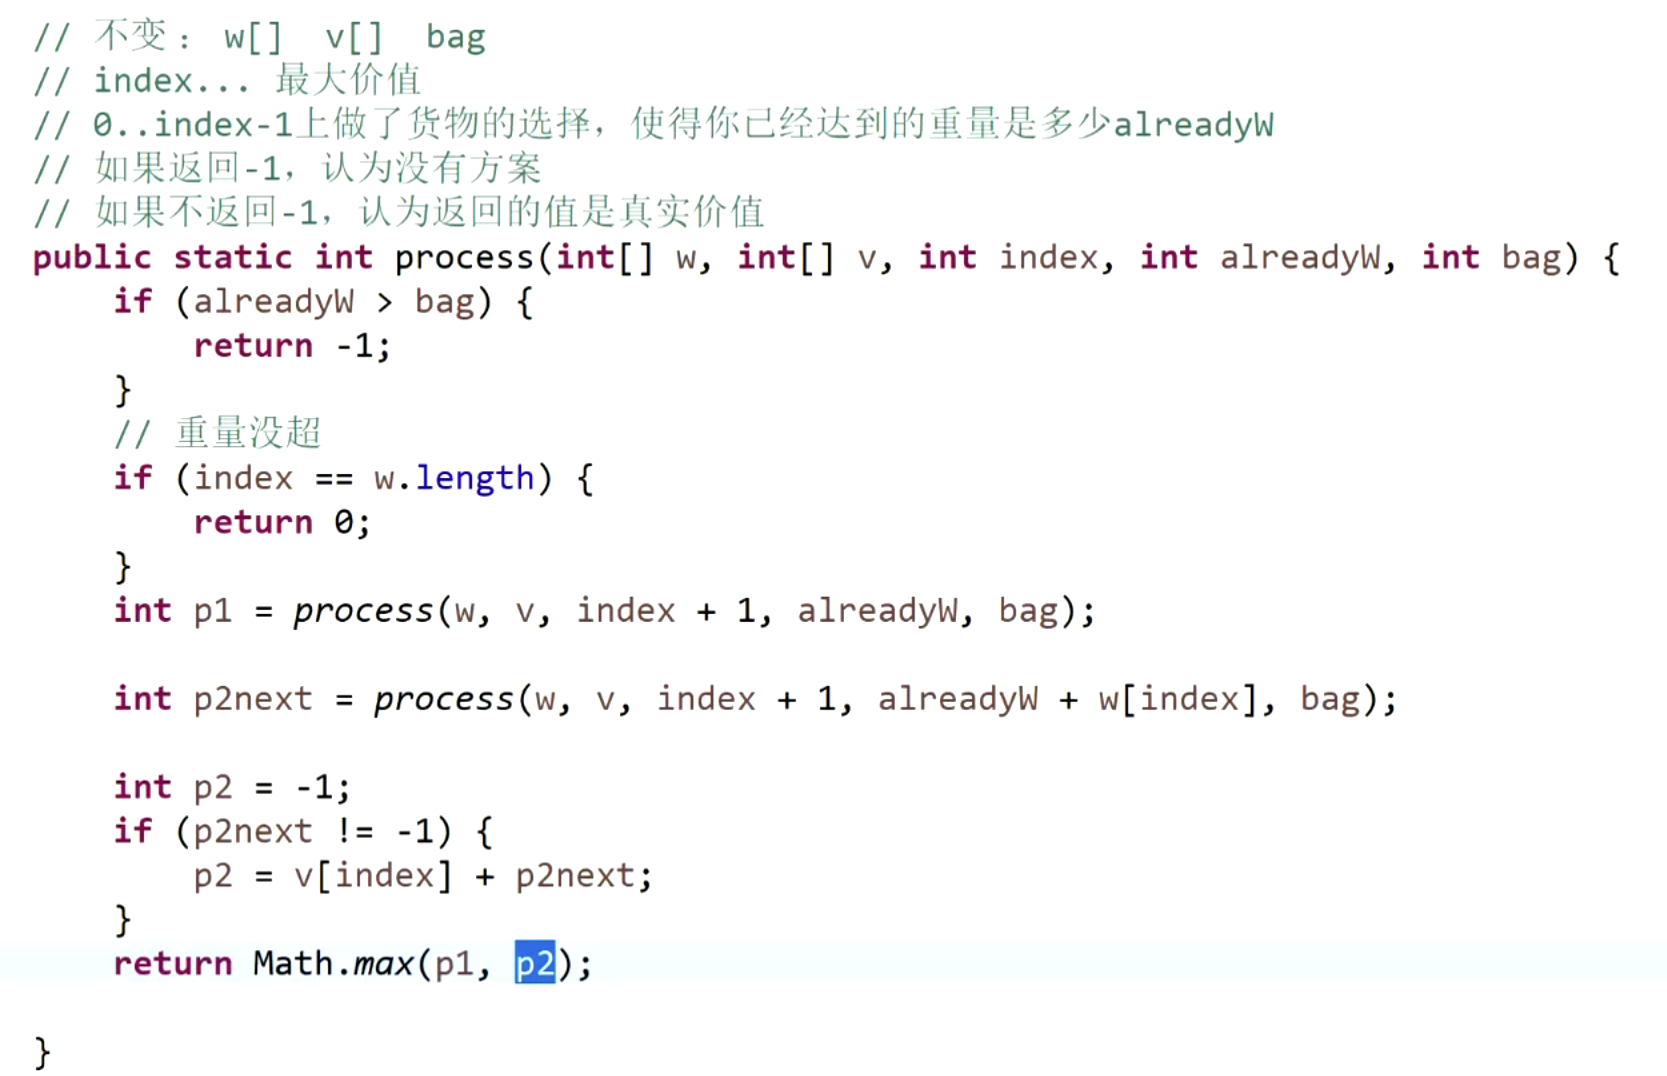 // 不变： w[]  v[]  bag
// index... 最大价值
// 0..index-1上做了货物的选择，使得你已经达到的重量是多少alreadyW
// 如果返回-1，认为没有方案
// 如果不返回-1，认为返回的值是真实价值
public static int process(int[] w, int[] v, int index, int alreadyW, int bag) {
    if (alreadyW > bag) {
        return -1;
    }
    // 重量没超
    if (index == w.length) {
        return 0;
    }
    int p1 = process(w, v, index + 1, alreadyW, bag);
    int p2next = process(w, v, index + 1, alreadyW + w[index], bag);
    int p2 = -1;
    if (p2next != -1) {
        p2 = v[index] + p2next;
    }
    return Math.max(p1, p2);
}